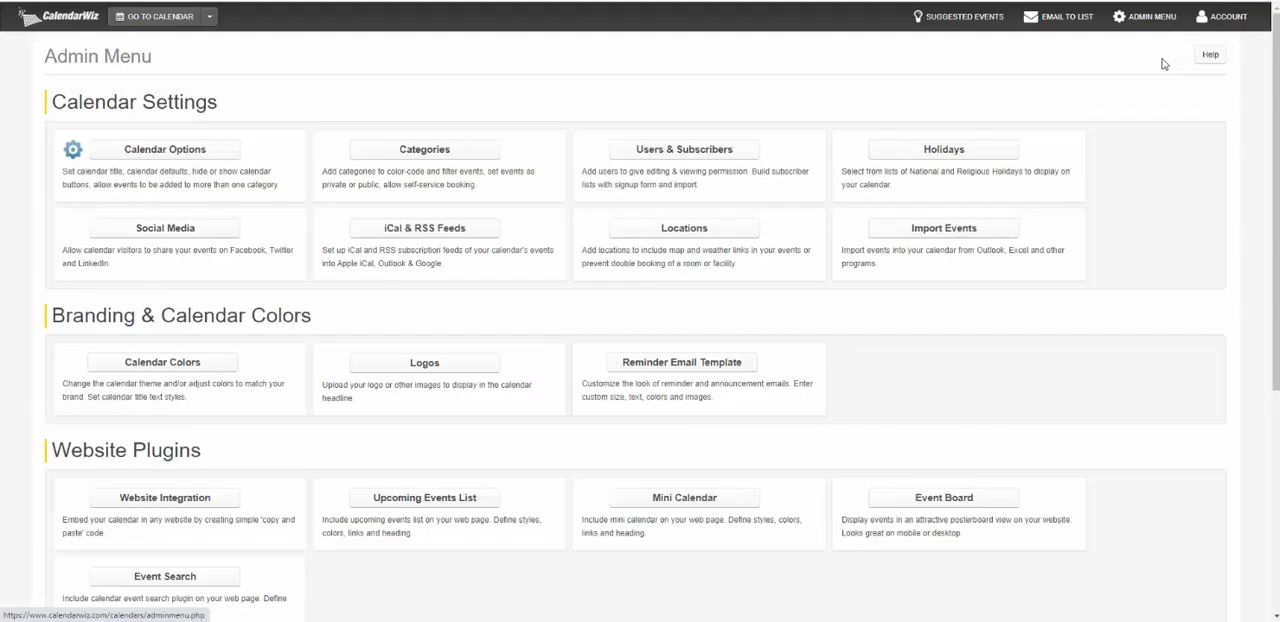 CalendarWiz
GO TO CALENDAR
SUGGESTED EVENTS
EMAIL TO LIST
ADMIN MENU
ACCOUNT
Admin Menu
Help
Calendar Settings
Calendar Options
Set calendar title, calendar defaults, hide or show calendar
buttons, allow events to be added to more than one category.
Categories
Add categories to color-code and filter events, set events as
private or public, allow self-service booking.
Users & Subscribers
Add users to give editing & viewing permission. Build subscriber
lists with signup form and import.
Holidays
Select from lists of National and Religious Holidays to display on
your calendar.
Social Media
Allow calendar visitors to share your events on Facebook, Twitter
and LinkedIn
iCal & RSS Feeds
Set up iCal and RSS subscription feeds of your calendar's events
into Apple iCal, Outlook & Google.
Locations
Add locations to include map and weather links in your events or
prevent double booking of a room or facility.
Import Events
Import events into your calendar from Outlook, Excel and other
programs.
Branding & Calendar Colors
Calendar Colors
Change the calendar theme and/or adjust colors to match your
brand. Set calendar title text styles.
Logos
Upload your logo or other images to display in the calendar
headline.
Reminder Email Template
Customize the look of reminder and announcement emails. Enter
custom size, text, colors and images.
Website Plugins
Website Integration
Embed your calendar in any website by creating simple 'copy and
paste' code.
Upcoming Events List
Include upcoming events list on your web page. Define styles,
colors, links and heading.
Mini Calendar
Include mini calendar on your web page. Define styles, colors,
links and heading.
Event Board
Display events in an attractive posterboard view on your website.
Looks great on mobile or desktop.
Event Search
Include calendar event search plugin on your web page. Define
https://www.calendarwiz.com/calendars/adminmenu.php